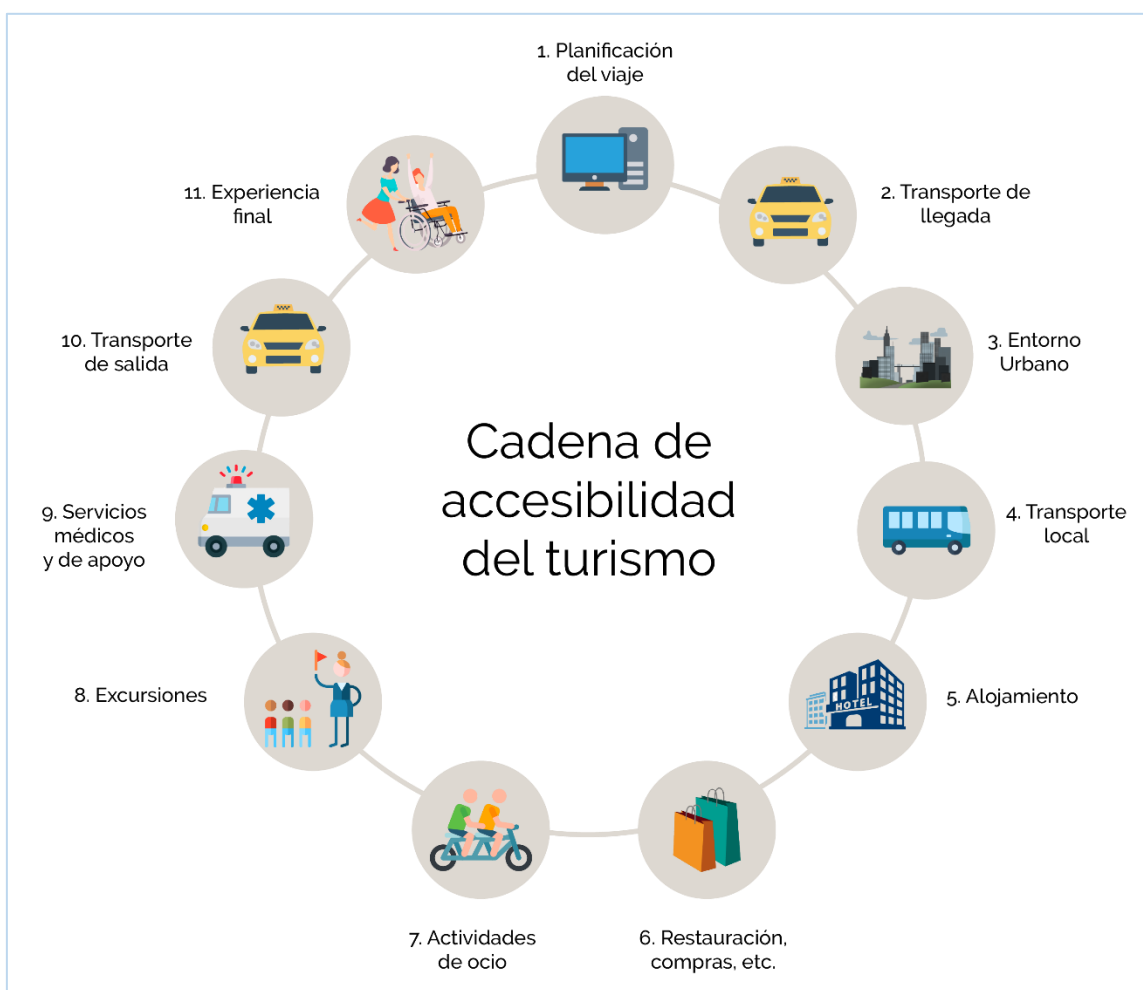 1. Planificación
del viaje
2. Transporte de
llegada
3. Entorno
Urbano
4. Transporte
local
5. Alojamiento
HOTEL
6. Restauración,
compras, etc.
7. Actividades
de ocio
8. Excursiones
9. Servicios
médicos
y de apoyo
10. Transporte
de salida
11. Experiencia
final
Cadena de
accesibilidad
del turismo